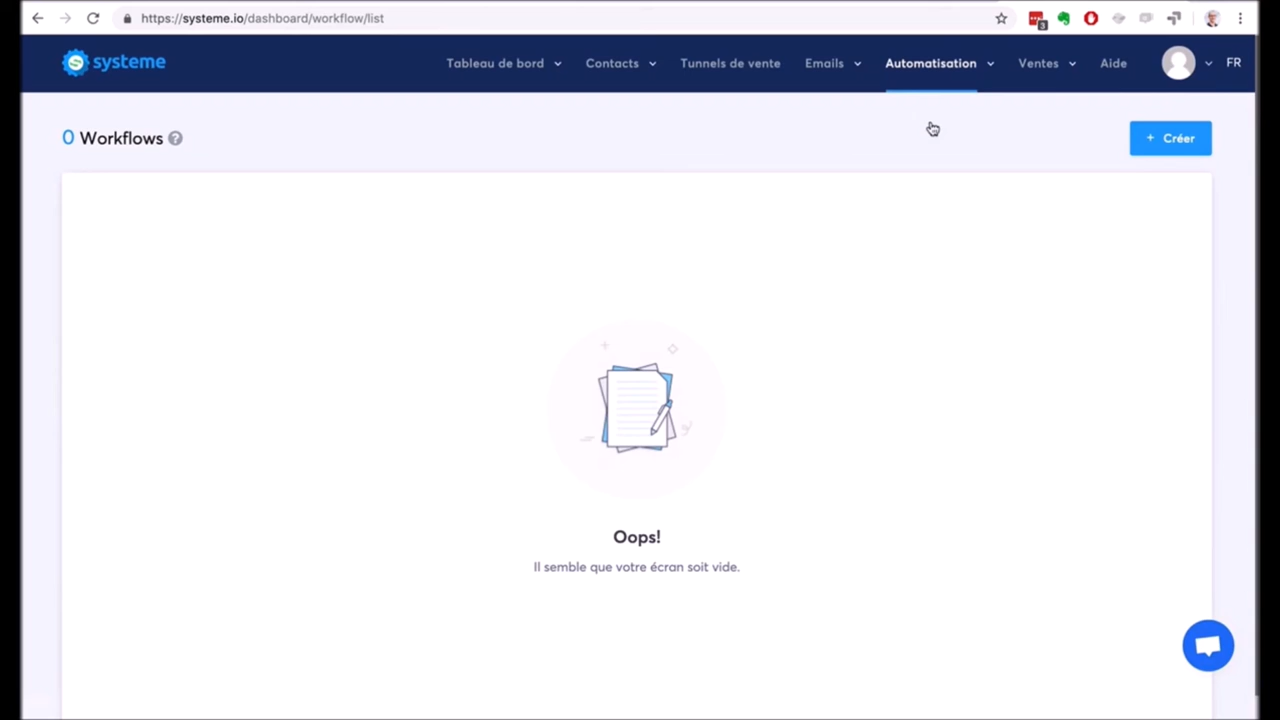 https://systeme.io/dashboard/workflow/list
3
systeme
Tableau de bord
Contacts
Tunnels de vente
Emails
Automatisation
Ventes
Aide
FR
0 Workflows ?
+ Créer
Oops!
Il semble que votre écran soit vide.